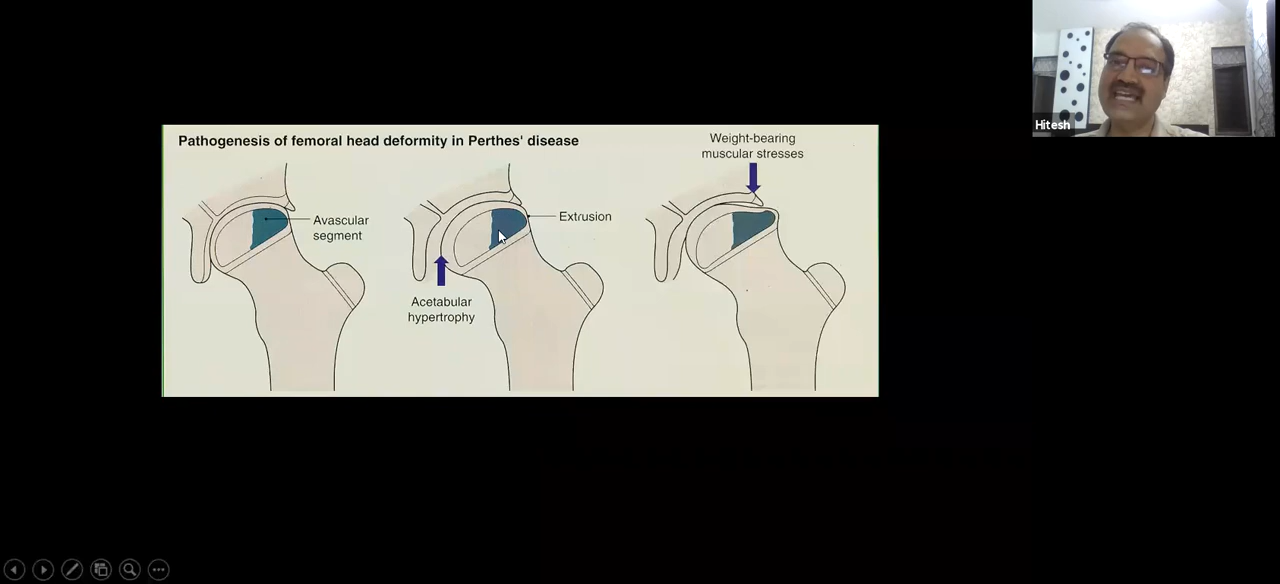 Pathogenesis of femoral head deformity in Perthes' disease
Weight-bearing
muscular stresses
Avascular
segment
Extrusion
Acetabular
hypertrophy
Hitesh